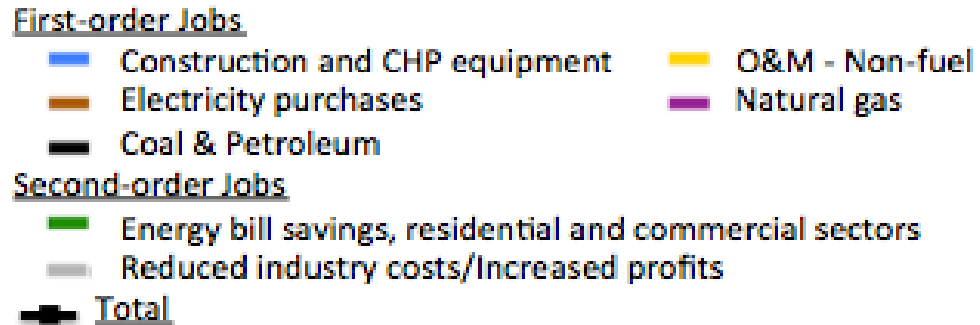 First-order Jobs
Construction and CHP equipment O&M - Non-fuel
Electricity purchases Natural gas
Coal & Petroleum
Second-order Jobs
Energy bill savings, residential and commercial sectors
Reduced industry costs/Increased profits
Total